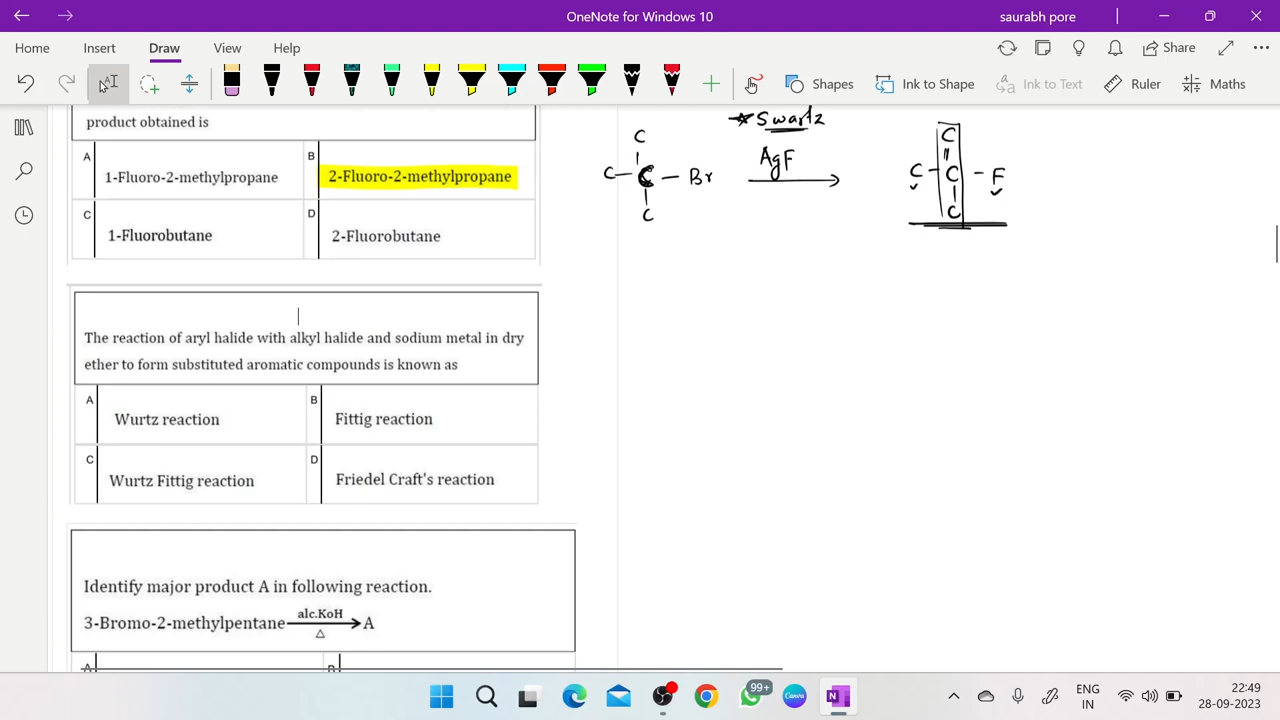 OneNote for Windows 10
saurabh pore
Home Insert Draw View Help
Share
Shapes
Ink to Shape
Ink to Text
Ruler
Maths
product obtained is
A
1-Fluoro-2-methylpropane
B
2-Fluoro-2-methylpropane
C
1-Fluorobutane
D
2-Fluorobutane
Swartz
C
C - C - Br
C
AgF
C
C - C - F
C
The reaction of aryl halide with alkyl halide and sodium metal in dry
ether to form substituted aromatic compounds is known as
A
Wurtz reaction
B
Fittig reaction
C
Wurtz Fittig reaction
D
Friedel Craft's reaction
Identify major product A in following reaction.
alc.KoH
3-Bromo-2-methylpentane ⟶ A
△
A
B
99+
ENG
IN
22:49
28-09-2023